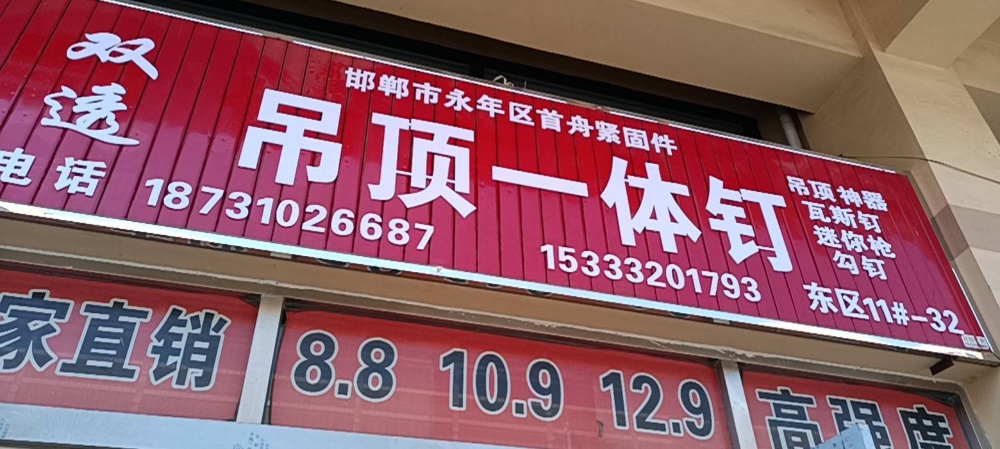 双透
邯郸市永年区首舟紧固件
吊顶一体钉
吊顶神器
瓦斯钉
迷你枪
勾钉
电话
18731026687
15333201793
东区11#-32
家直销
8.8 10.9 12.9
高强度